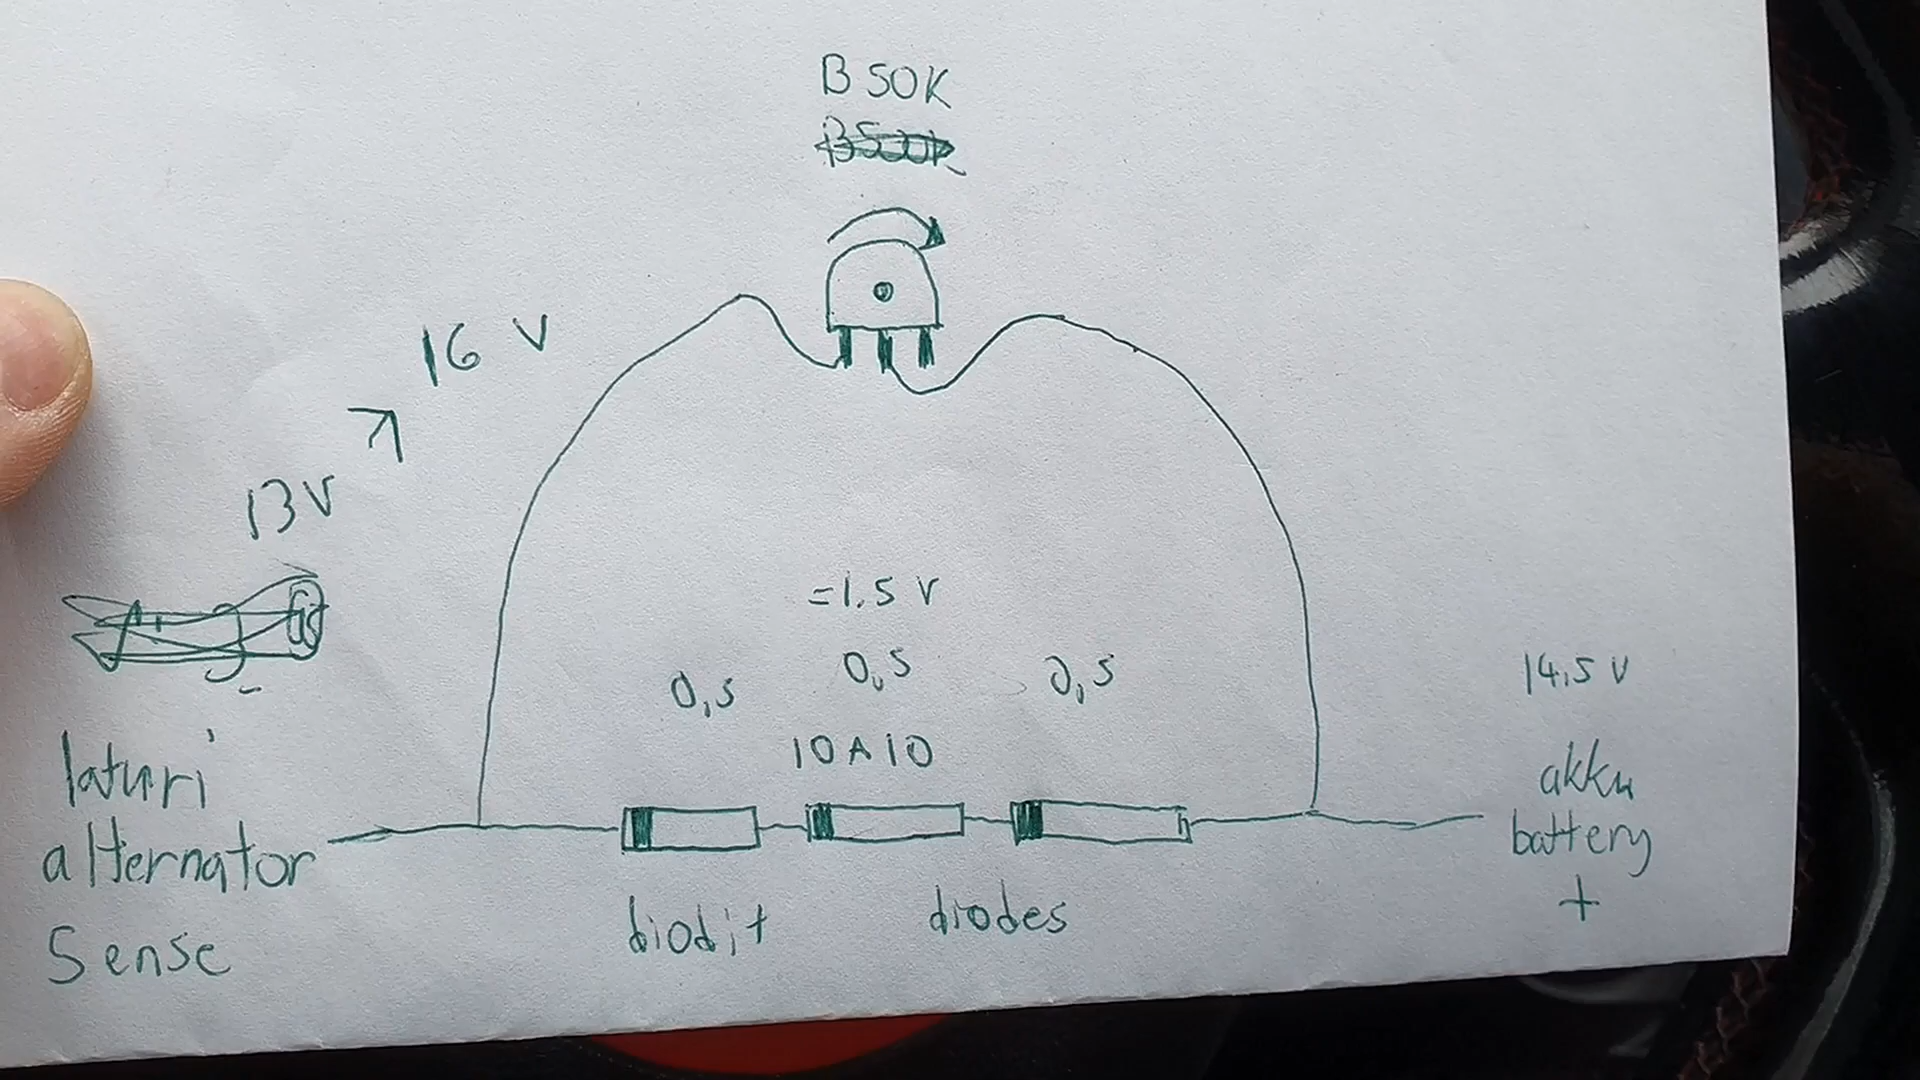 B 50K
16 V
13V
=1.5 V
0,5
0,5
0,5
10A10
14.5 V
laturi
alternator
Sense
akku
battery
+
diodit
diodes